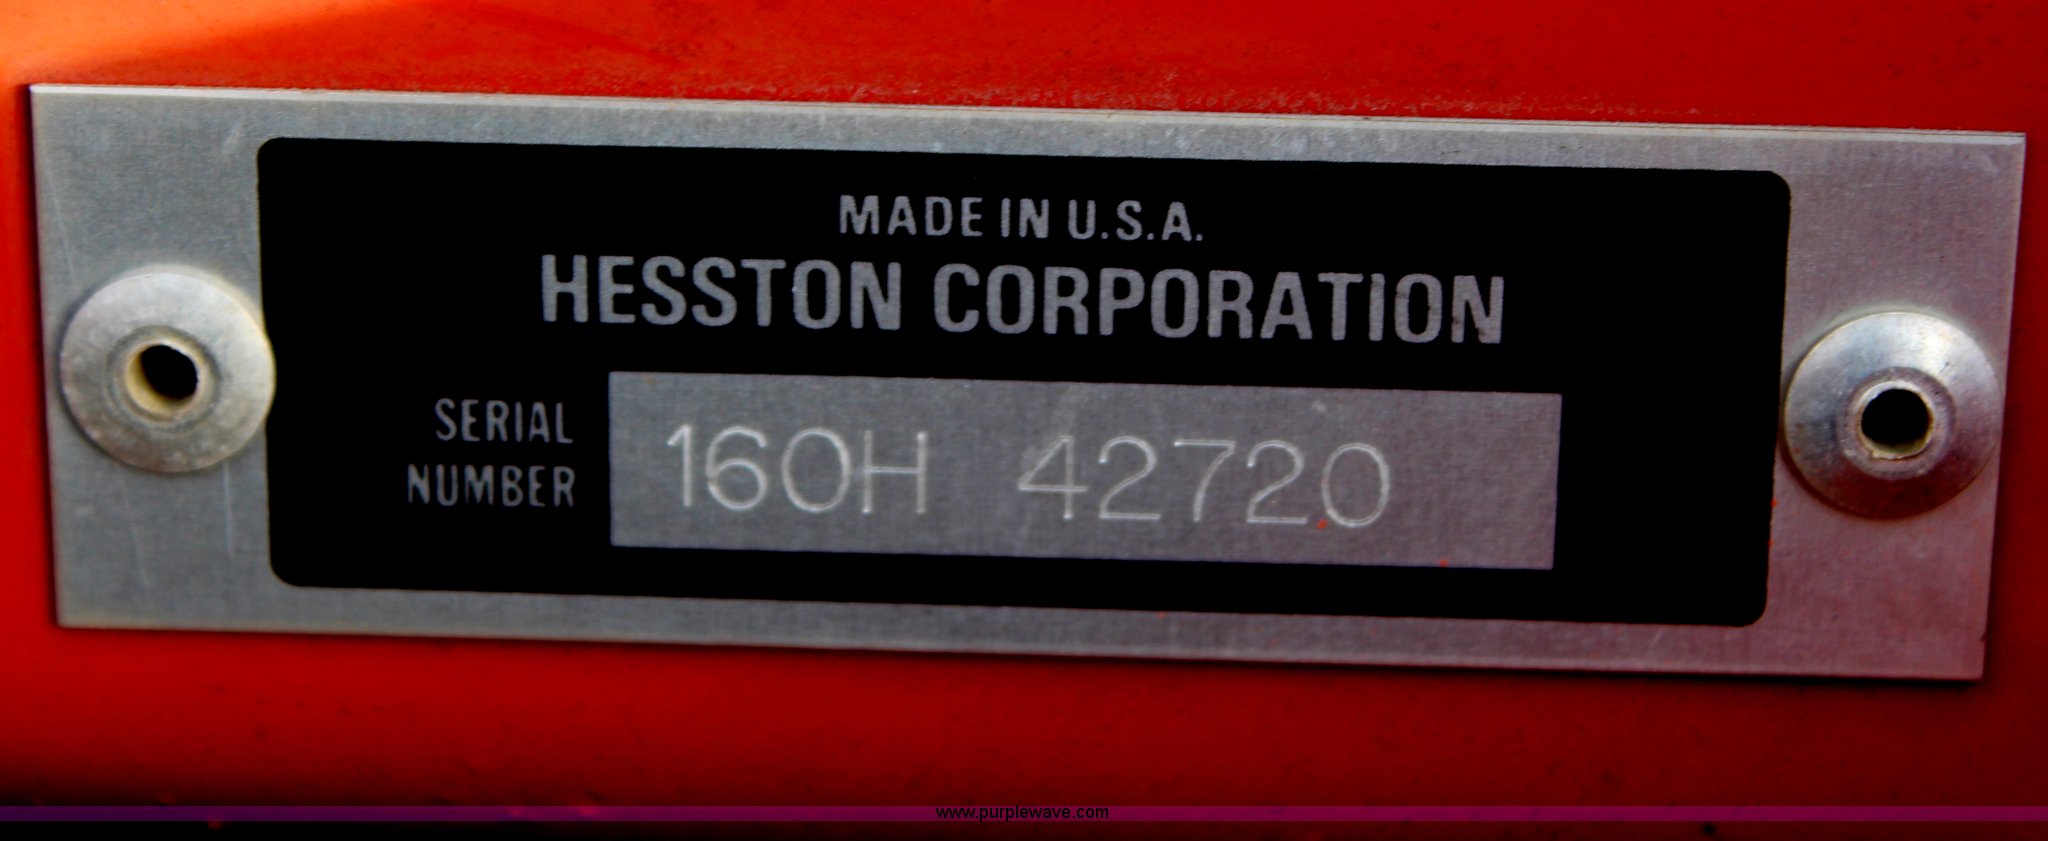 MADE IN U.S.A.
HESSTON CORPORATION
SERIAL
NUMBER
160H 42720
www.purplewave.com